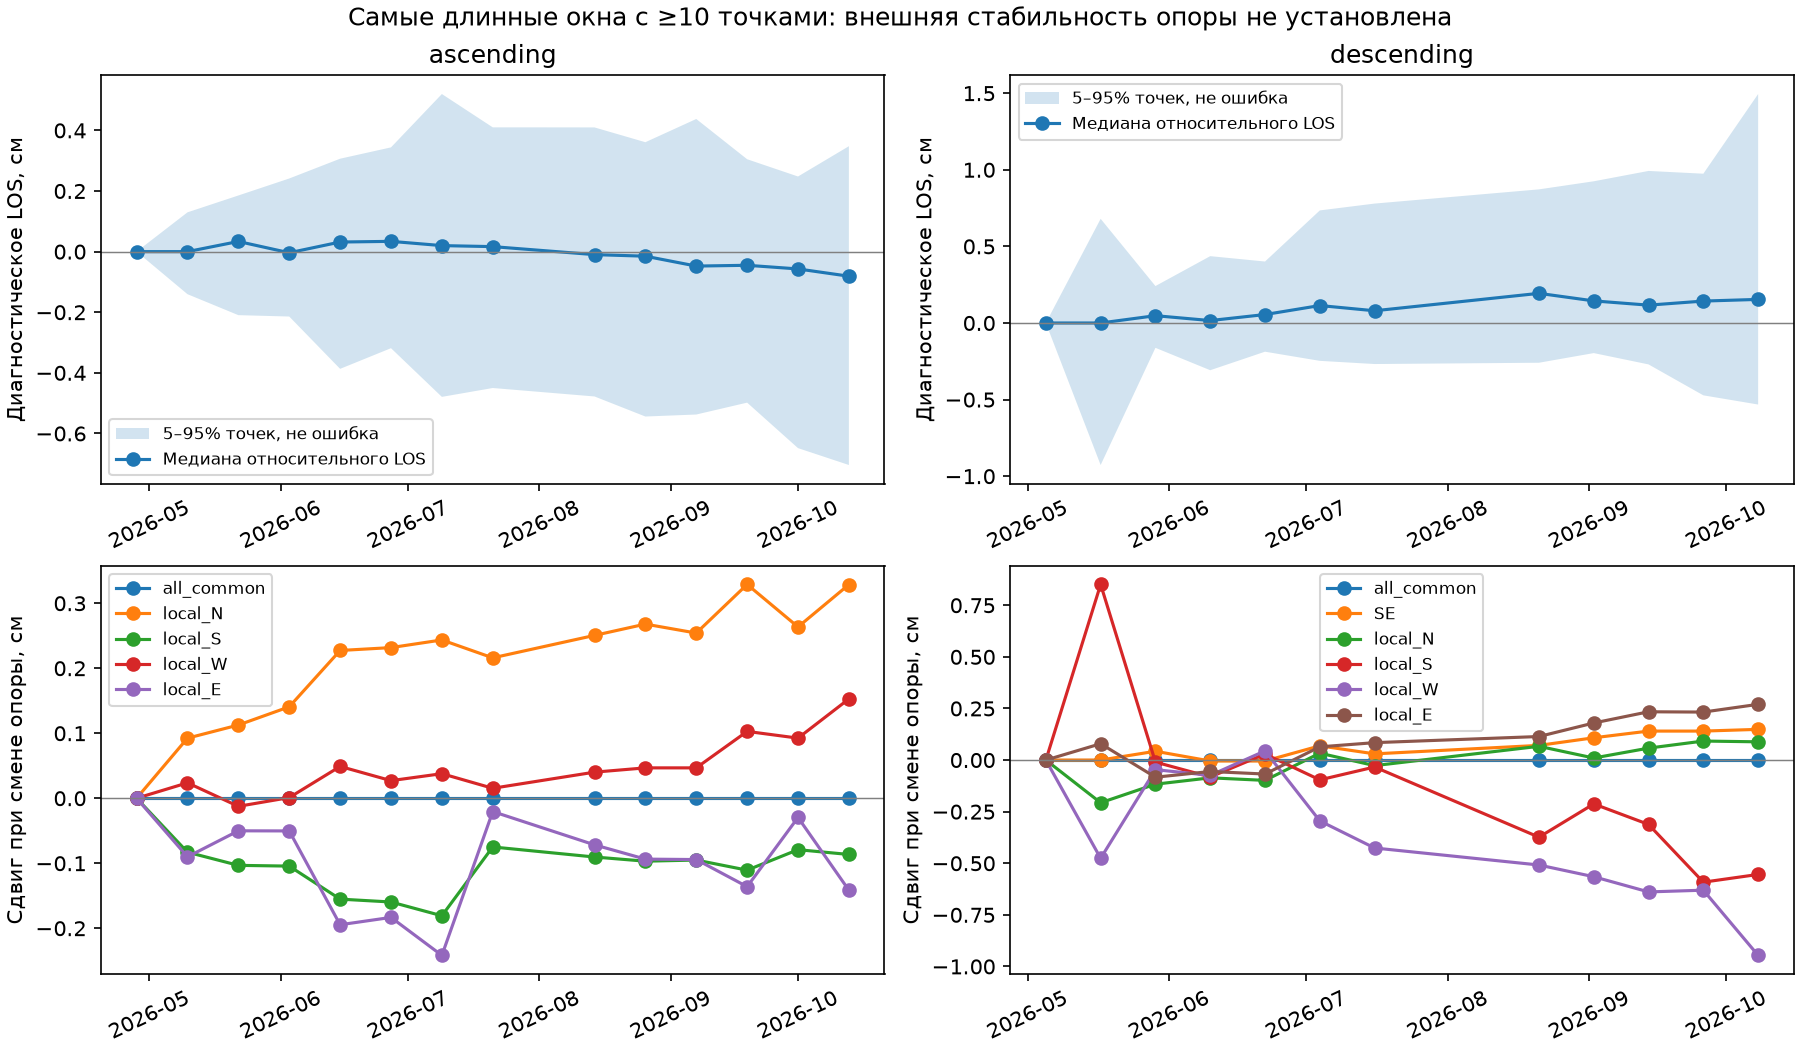 Самые длинные окна с ≥10 точками: внешняя стабильность опоры не установлена
ascending
Диагностическое LOS, см
0.4
0.2
0.0
−0.2
−0.4
−0.6
5–95% точек, не ошибка
Медиана относительного LOS
2026-05
2026-06
2026-07
2026-08
2026-09
2026-10
descending
Диагностическое LOS, см
1.5
1.0
0.5
0.0
−0.5
−1.0
5–95% точек, не ошибка
Медиана относительного LOS
2026-05
2026-06
2026-07
2026-08
2026-09
2026-10
Сдвиг при смене опоры, см
0.3
0.2
0.1
0.0
−0.1
−0.2
all_common
local_N
local_S
local_W
local_E
2026-05
2026-06
2026-07
2026-08
2026-09
2026-10
Сдвиг при смене опоры, см
0.75
0.50
0.25
0.00
−0.25
−0.50
−0.75
−1.00
all_common
SE
local_N
local_S
local_W
local_E
2026-05
2026-06
2026-07
2026-08
2026-09
2026-10